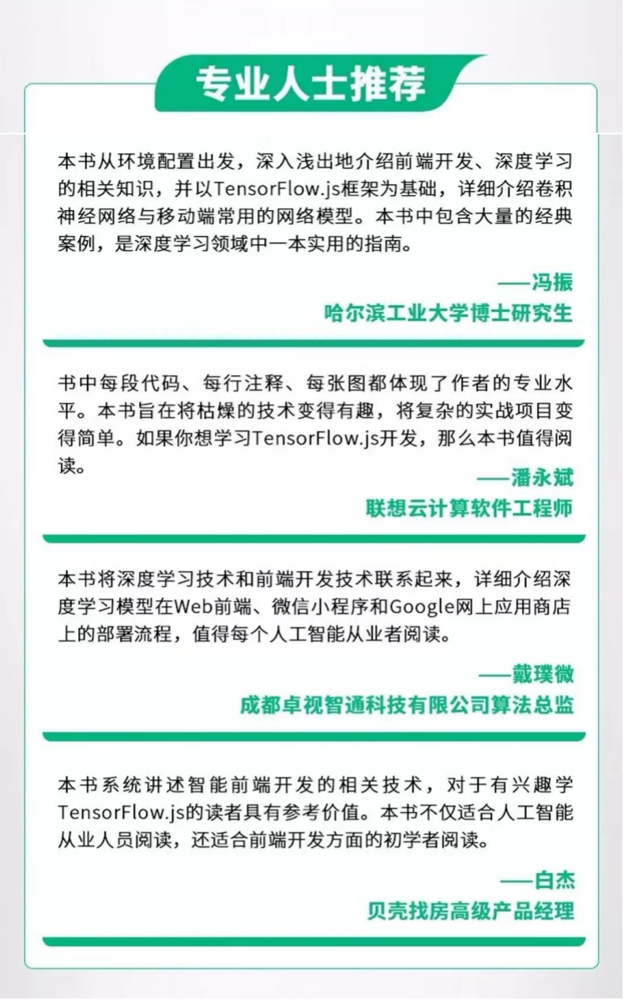 专业人士推荐
本书从环境配置出发，深入浅出地介绍前端开发、深度学习
的相关知识，并以TensorFlow.js框架为基础，详细介绍卷积
神经网络与移动端常用的网络模型。本书中包含大量的经典
案例，是深度学习领域中一本实用的指南。
——冯振
哈尔滨工业大学博士研究生
书中每段代码、每行注释、每张图都体现了作者的专业水
平。本书旨在将枯燥的技术变得有趣，将复杂的实战项目变
得简单。如果你想学习TensorFlow.js开发，那么本书值得阅
读。
——潘永斌
联想云计算软件工程师
本书将深度学习技术和前端开发技术联系起来，详细介绍深
度学习模型在Web前端、微信小程序和Google网上应用商店
上的部署流程，值得每个人工智能从业者阅读。
——戴璞微
成都卓视智通科技有限公司算法总监
本书系统讲述智能前端开发的相关技术，对于有兴趣学
TensorFlow.js的读者具有参考价值。本书不仅适合人工智能
从业人员阅读，还适合前端开发方面的初学者阅读。
——白杰
贝壳找房高级产品经理